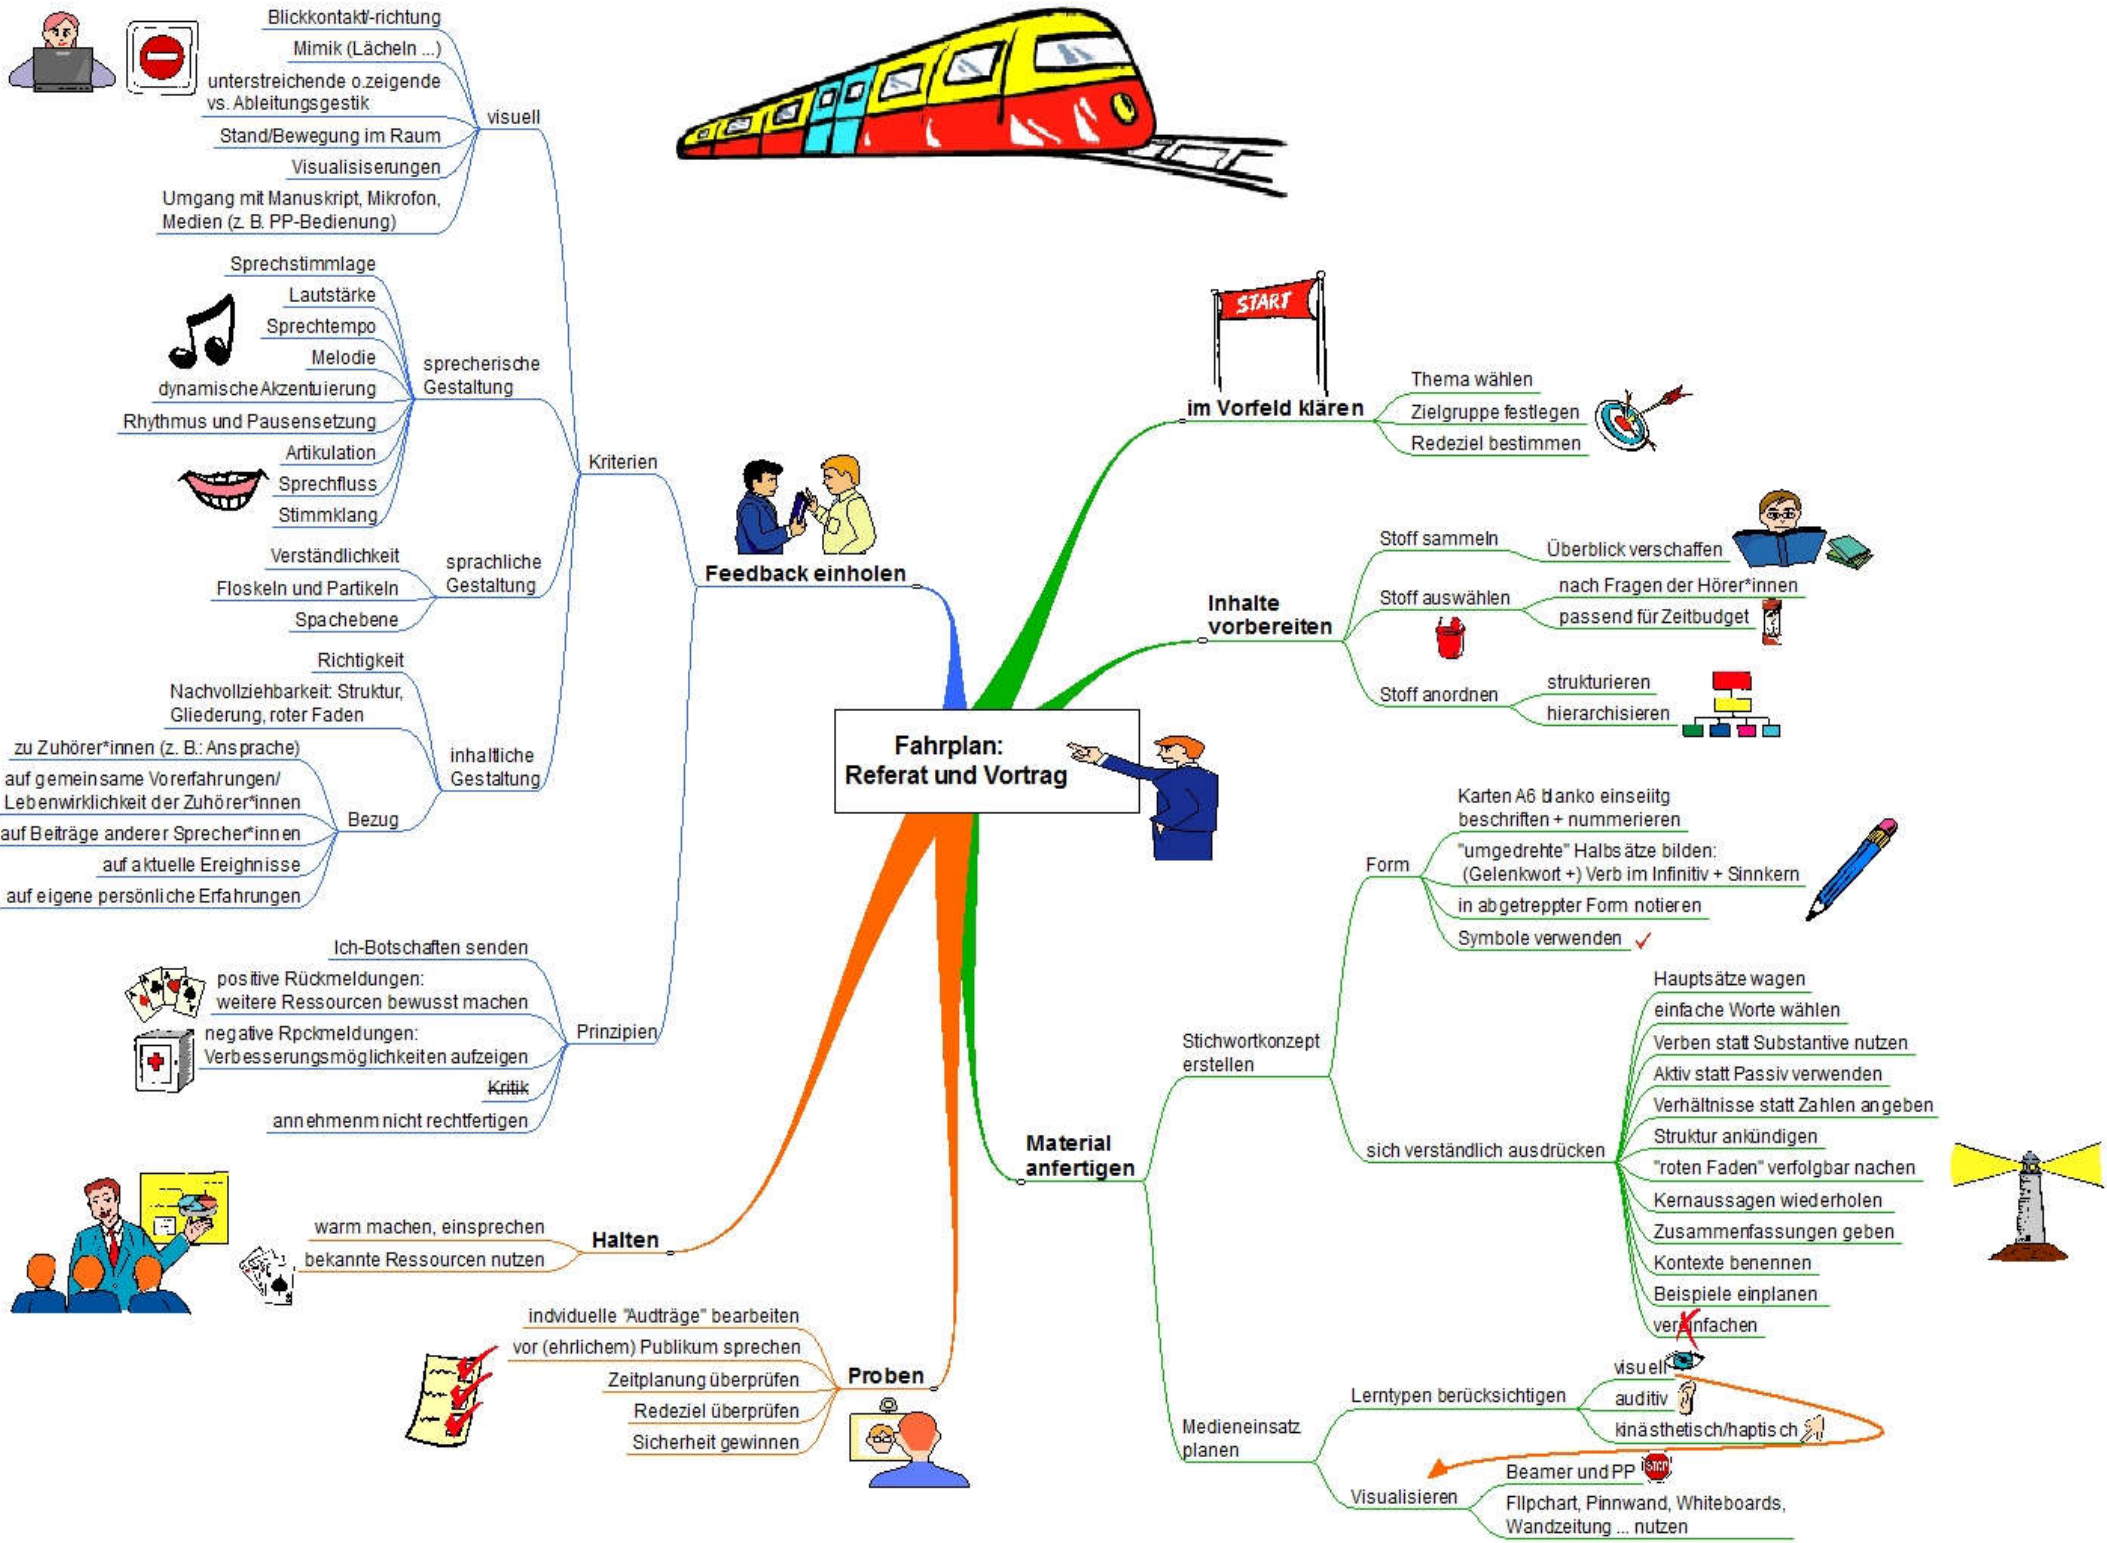 Blickkontakt/-richtung
Mimik (Lächeln ...)
unterstreichende o.zeigende
vs. Ableitungsgestik
Stand/Bewegung im Raum
Visualisiserungen
Umgang mit Manuskript, Mikrofon,
Medien (z. B. PP-Bedienung)
visuell
Sprechstimmlage
Lautstärke
Sprechtempo
Melodie
dynamische Akzentuierung
Rhythmus und Pausensetzung
Artikulation
Sprechfluss
Stimmklang
sprecherische
Gestaltung
Verständlichkeit
Floskeln und Partikeln
Spachebene
sprachliche
Gestaltung
Richtigkeit
Nachvollziehbarkeit: Struktur,
Gliederung, roter Faden
zu Zuhörer*innen (z. B.: Ansprache)
auf gemeinsame Vorerfahrungen/
Lebenwirklichkeit der Zuhörer*innen
auf Beiträge anderer Sprecher*innen
auf aktuelle Ereighnisse
auf eigene persönliche Erfahrungen
Bezug
inhaltliche
Gestaltung
Kriterien
Ich-Botschaften senden
positive Rückmeldungen:
weitere Ressourcen bewusst machen
negative Rpckmeldungen:
Verbesserungsmöglichkeiten aufzeigen
Kritik
annehmenm nicht rechtfertigen
Prinzipien
Feedback einholen
Fahrplan:
Referat und Vortrag
START
im Vorfeld klären
Thema wählen
Zielgruppe festlegen
Redeziel bestimmen
Inhalte
vorbereiten
Stoff sammeln
Überblick verschaffen
Stoff auswählen
nach Fragen der Hörer*innen
passend für Zeitbudget
Stoff anordnen
strukturieren
hierarchisieren
Material
anfertigen
Stichwortkonzept
erstellen
Form
Karten A6 blanko einseiitg
beschriften + nummerieren
"umgedrehte" Halbsätze bilden:
(Gelenkwort +) Verb im Infinitiv + Sinnkern
in abgetreppter Form notieren
Symbole verwenden
sich verständlich ausdrücken
Hauptsätze wagen
einfache Worte wählen
Verben statt Substantive nutzen
Aktiv statt Passiv verwenden
Verhältnisse statt Zahlen angeben
Struktur ankündigen
"roten Faden" verfolgbar nachen
Kernaussagen wiederholen
Zusammenfassungen geben
Kontexte benennen
Beispiele einplanen
vereinfachen
Medieneinsatz
planen
Lerntypen berücksichtigen
visuell
auditiv
kinästhetisch/haptisch
Visualisieren
Beamer und PP
STOP
FlIpchart, Pinnwand, Whiteboards,
Wandzeitung ... nutzen
Proben
indviduelle "Audträge" bearbeiten
vor (ehrlichem) Publikum sprechen
Zeitplanung überprüfen
Redeziel überprüfen
Sicherheit gewinnen
Halten
warm machen, einsprechen
bekannte Ressourcen nutzen